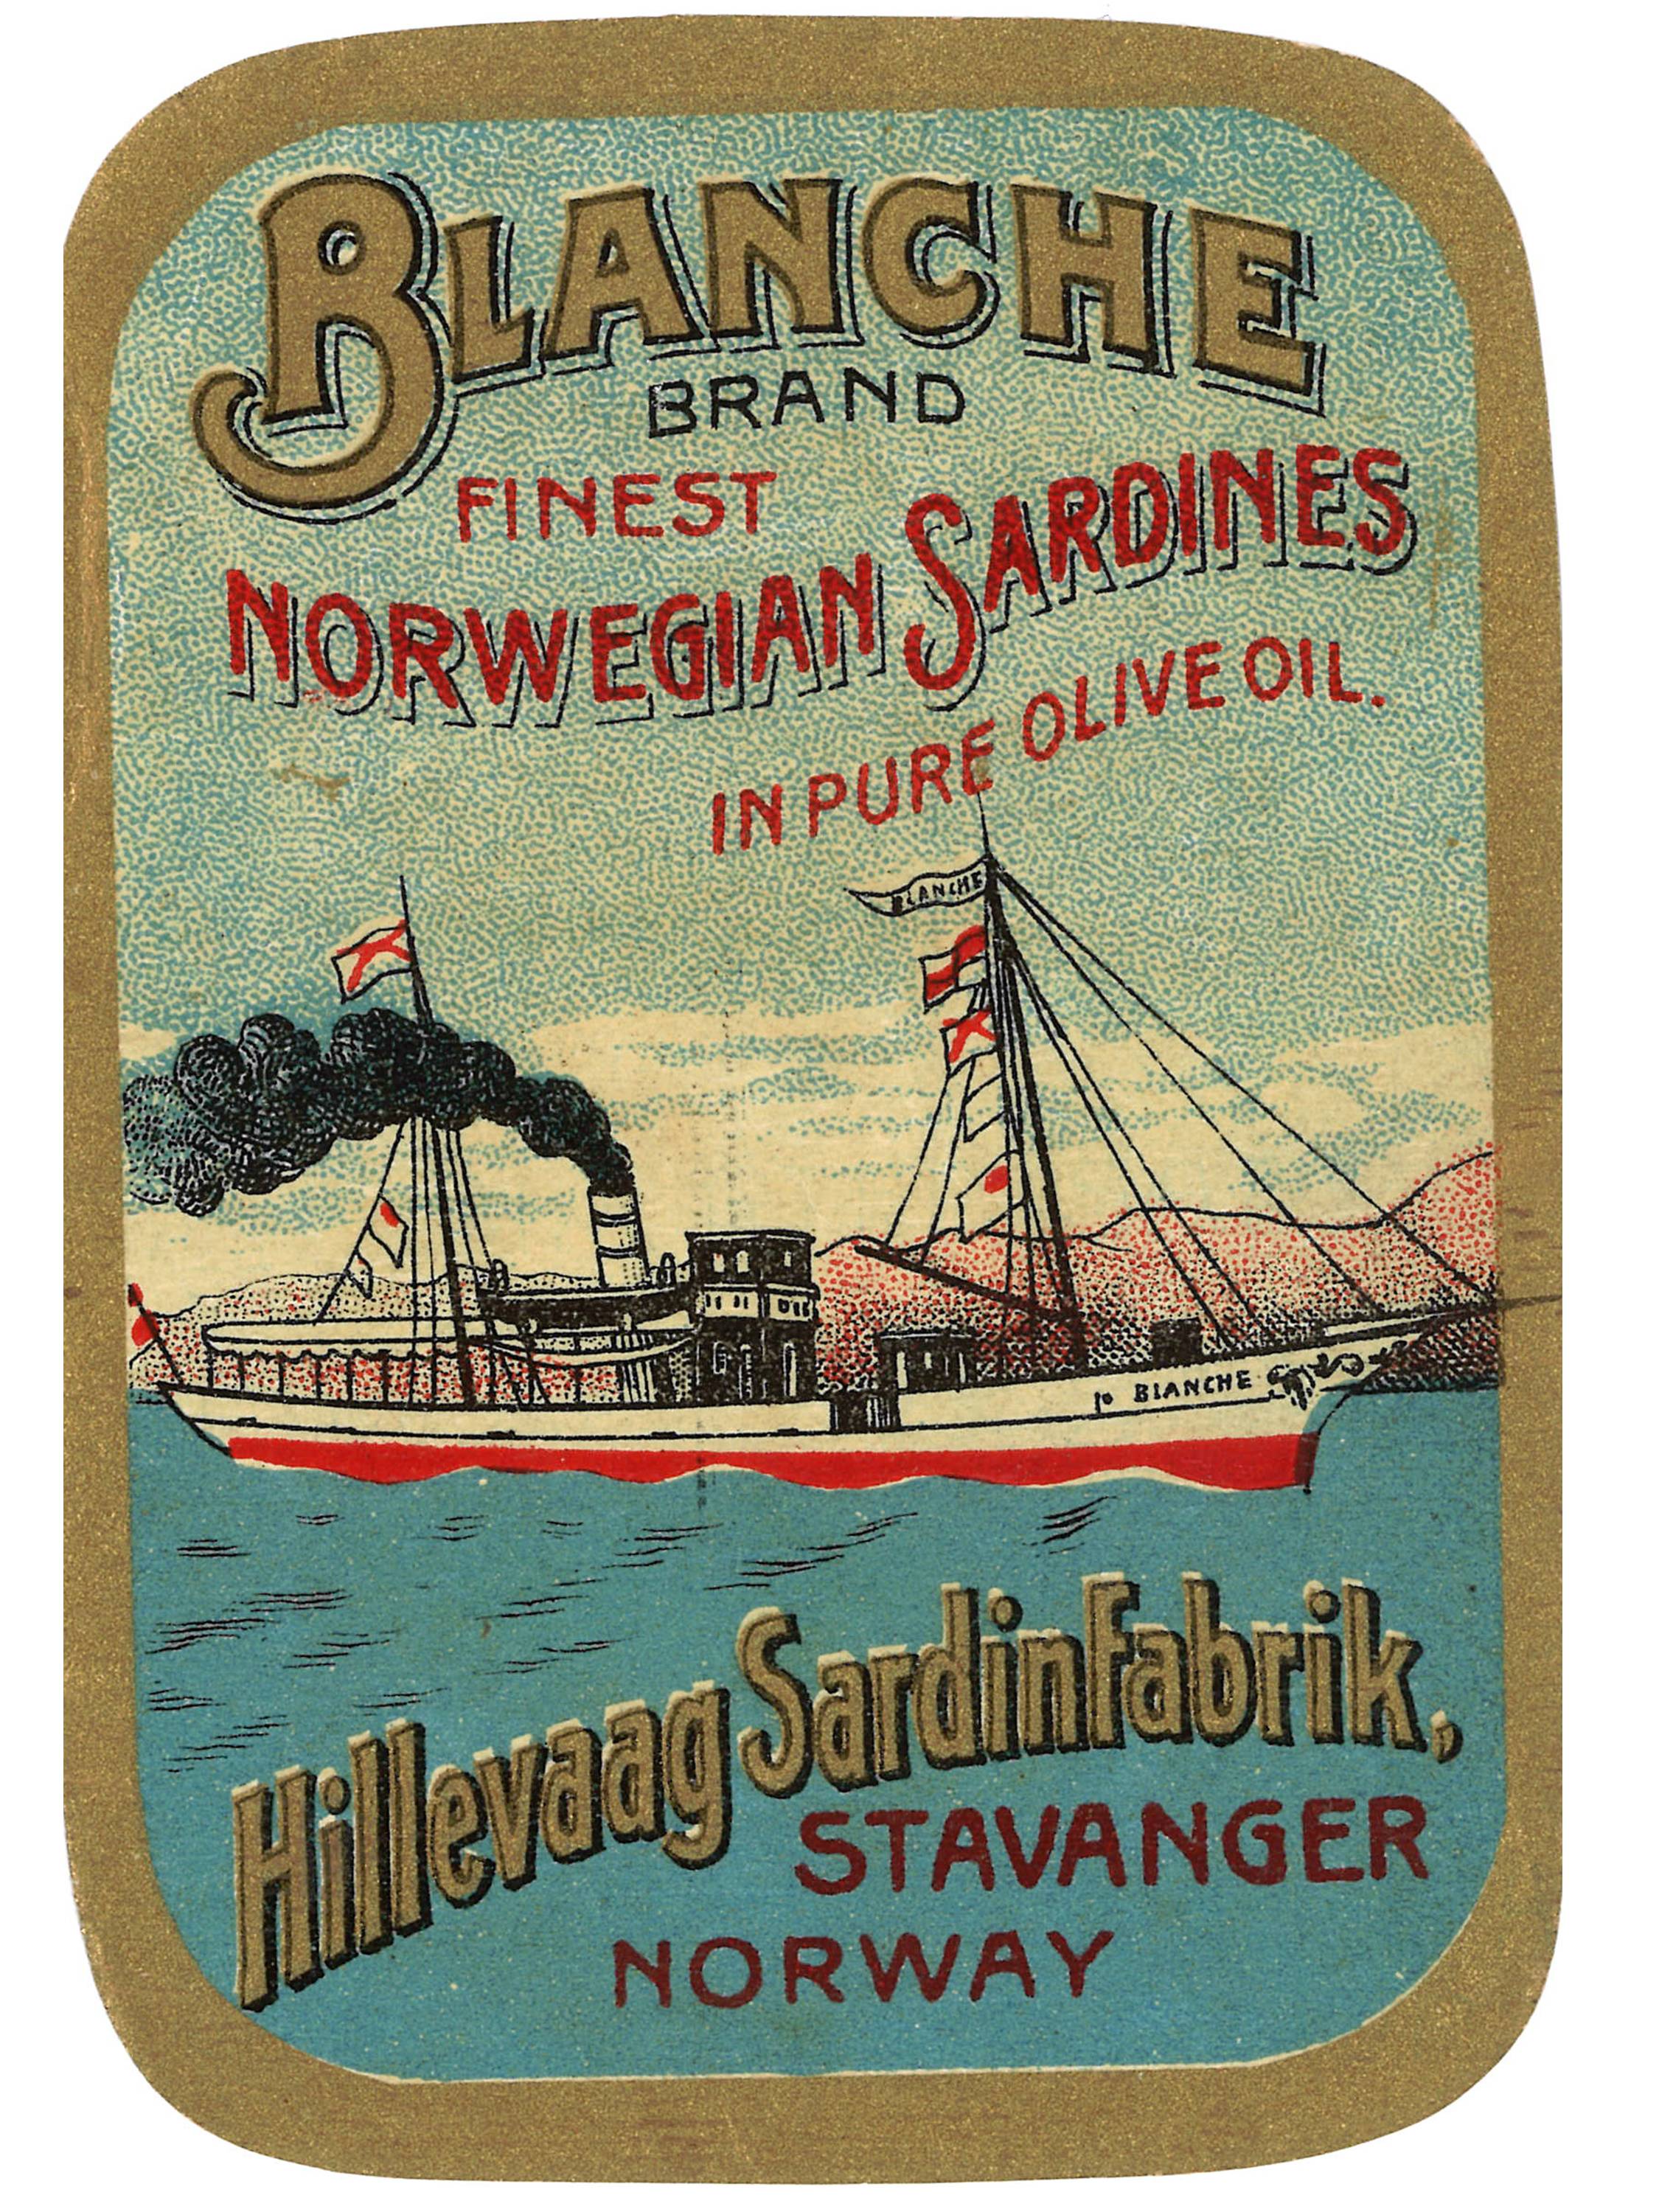 BLANCHE
BRAND
FINEST
NORWEGIAN SARDINES
IN PURE OLIVE OIL.
BLANCHE
BLANCHE
Hillevaag Sardinfabrik,
STAVANGER
NORWAY